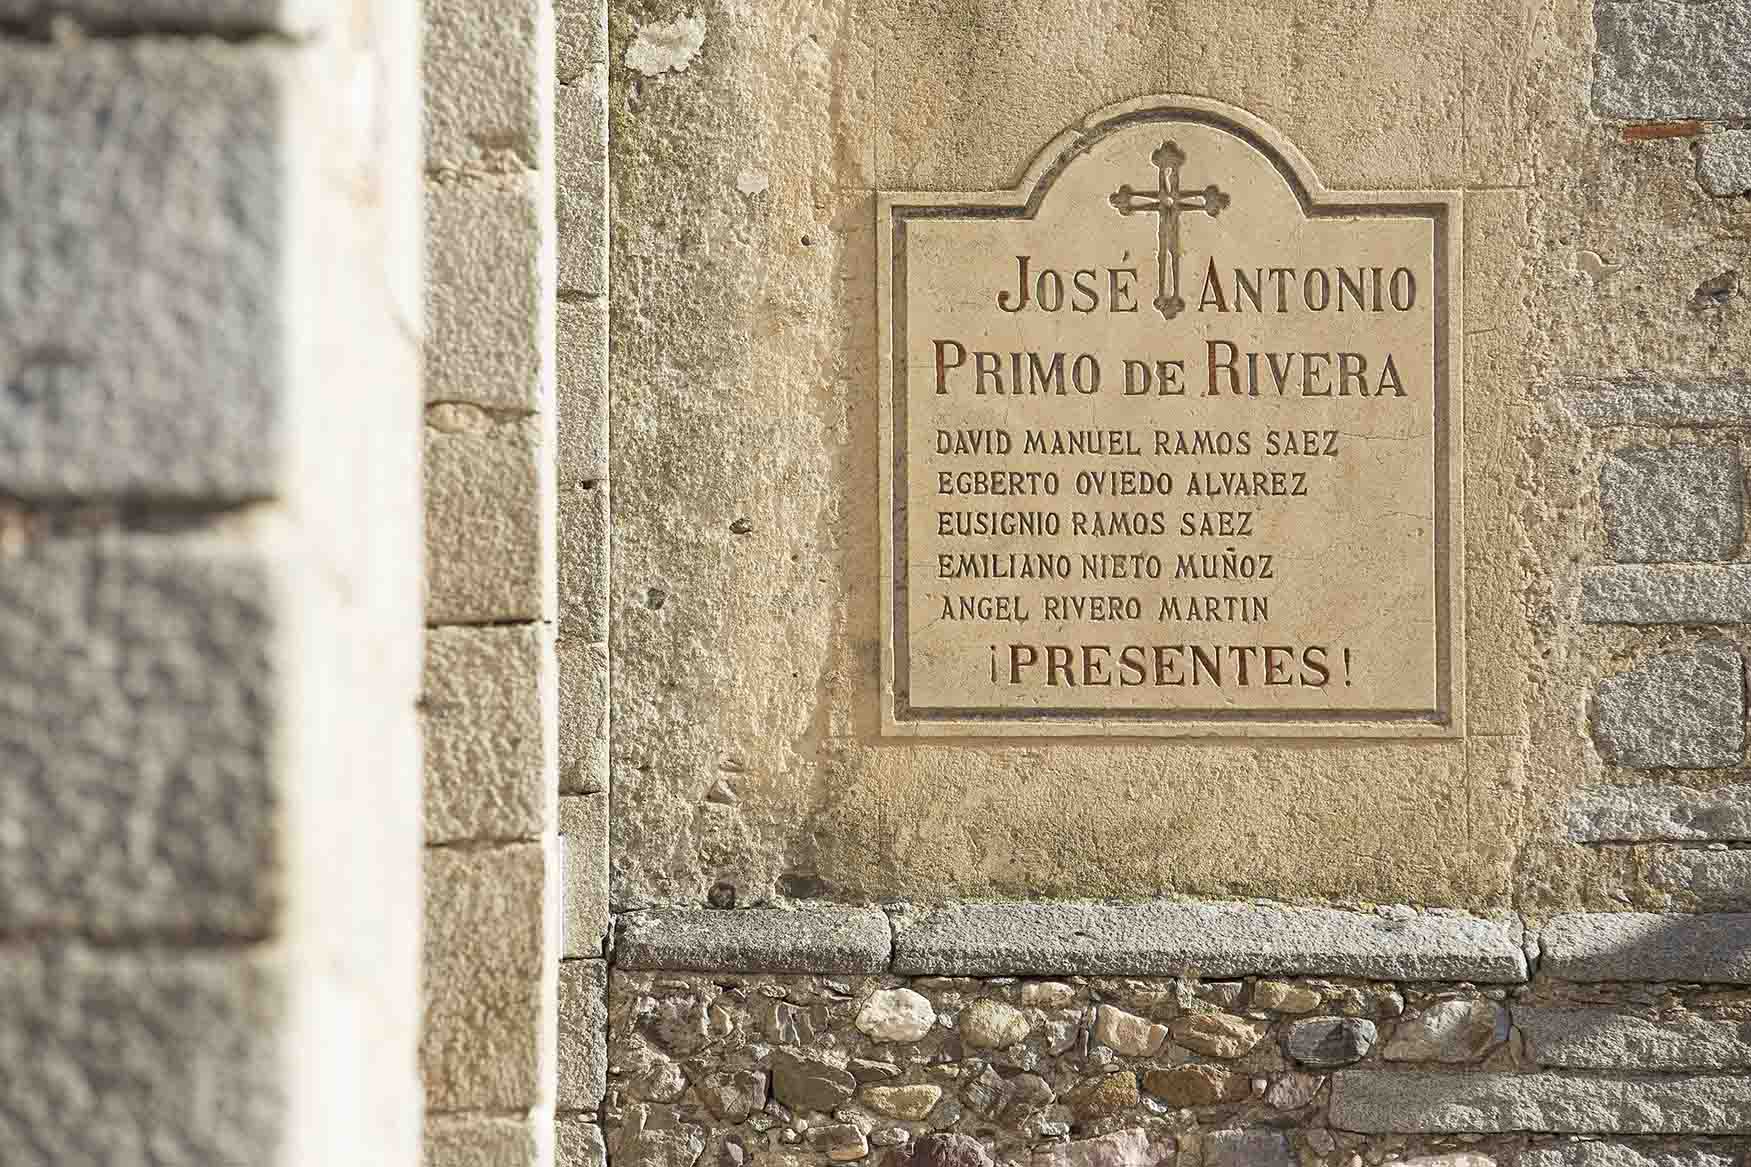 JOSÉ ANTONIO
PRIMO DE RIVERA
DAVID MANUEL RAMOS SAEZ
EGBERTO OVIEDO ALVAREZ
EUSIGNIO RAMOS SAEZ
EMILIANO NIETO MUÑOZ
ANGEL RIVERO MARTIN
¡PRESENTES!